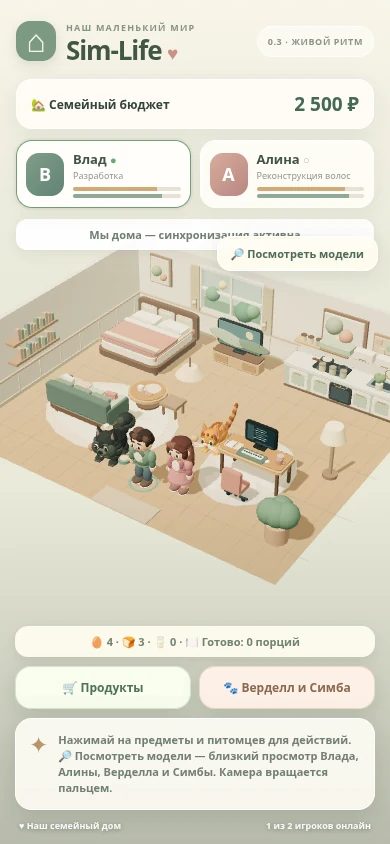 НАШ МАЛЕНЬКИЙ МИР
Sim-Life ♥
0.3 · ЖИВОЙ РИТМ
🏡 Семейный бюджет
2 500 ₽
В
Влад ●
Разработка
А
Алина ○
Реконструкция волос
Мы дома — синхронизация активна
🔎 Посмотреть модели
🥚 4 · 🍞 3 · 🥛 0 · 🍽️ Готово: 0 порций
🛒 Продукты
🐾 Верделл и Симба
Нажимай на предметы и питомцев для действий.
🔎 Посмотреть модели — близкий просмотр Влада,
Алины, Верделла и Симбы. Камера вращается
пальцем.
♥ Наш семейный дом
1 из 2 игроков онлайн